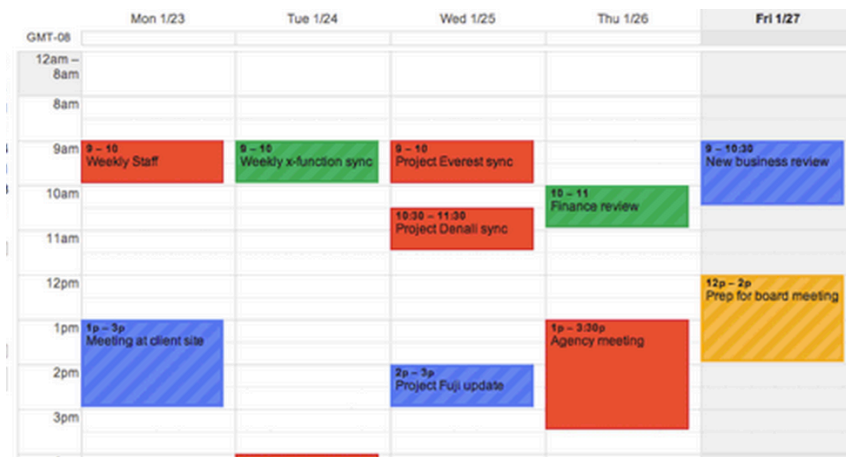 Mon 1/23 Tue 1/24 Wed 1/25 Thu 1/26 Fri 1/27
GMT-08
12am –
8am
8am
9am
9 – 10
Weekly Staff
9 – 10
Weekly x-function sync
9 – 10
Project Everest sync
9 – 10:30
New business review
10am
10 – 11
Finance review
10:30 – 11:30
Project Denali sync
11am
12pm
12p – 2p
Prep for board meeting
1pm
1p – 3p
Meeting at client site
1p – 3:30p
Agency meeting
2pm
2p – 3p
Project Fuji update
3pm